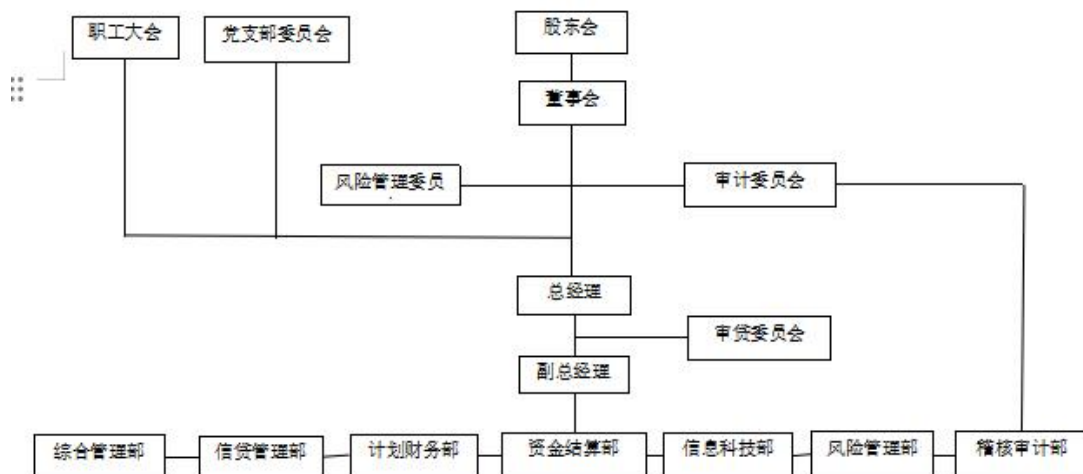 职工大会
党支部委员会
股东会
董事会
风险管理委员
审计委员会
总经理
审贷委员会
副总经理
综合管理部
信贷管理部
计划财务部
资金结算部
信息科技部
风险管理部
稽核审计部